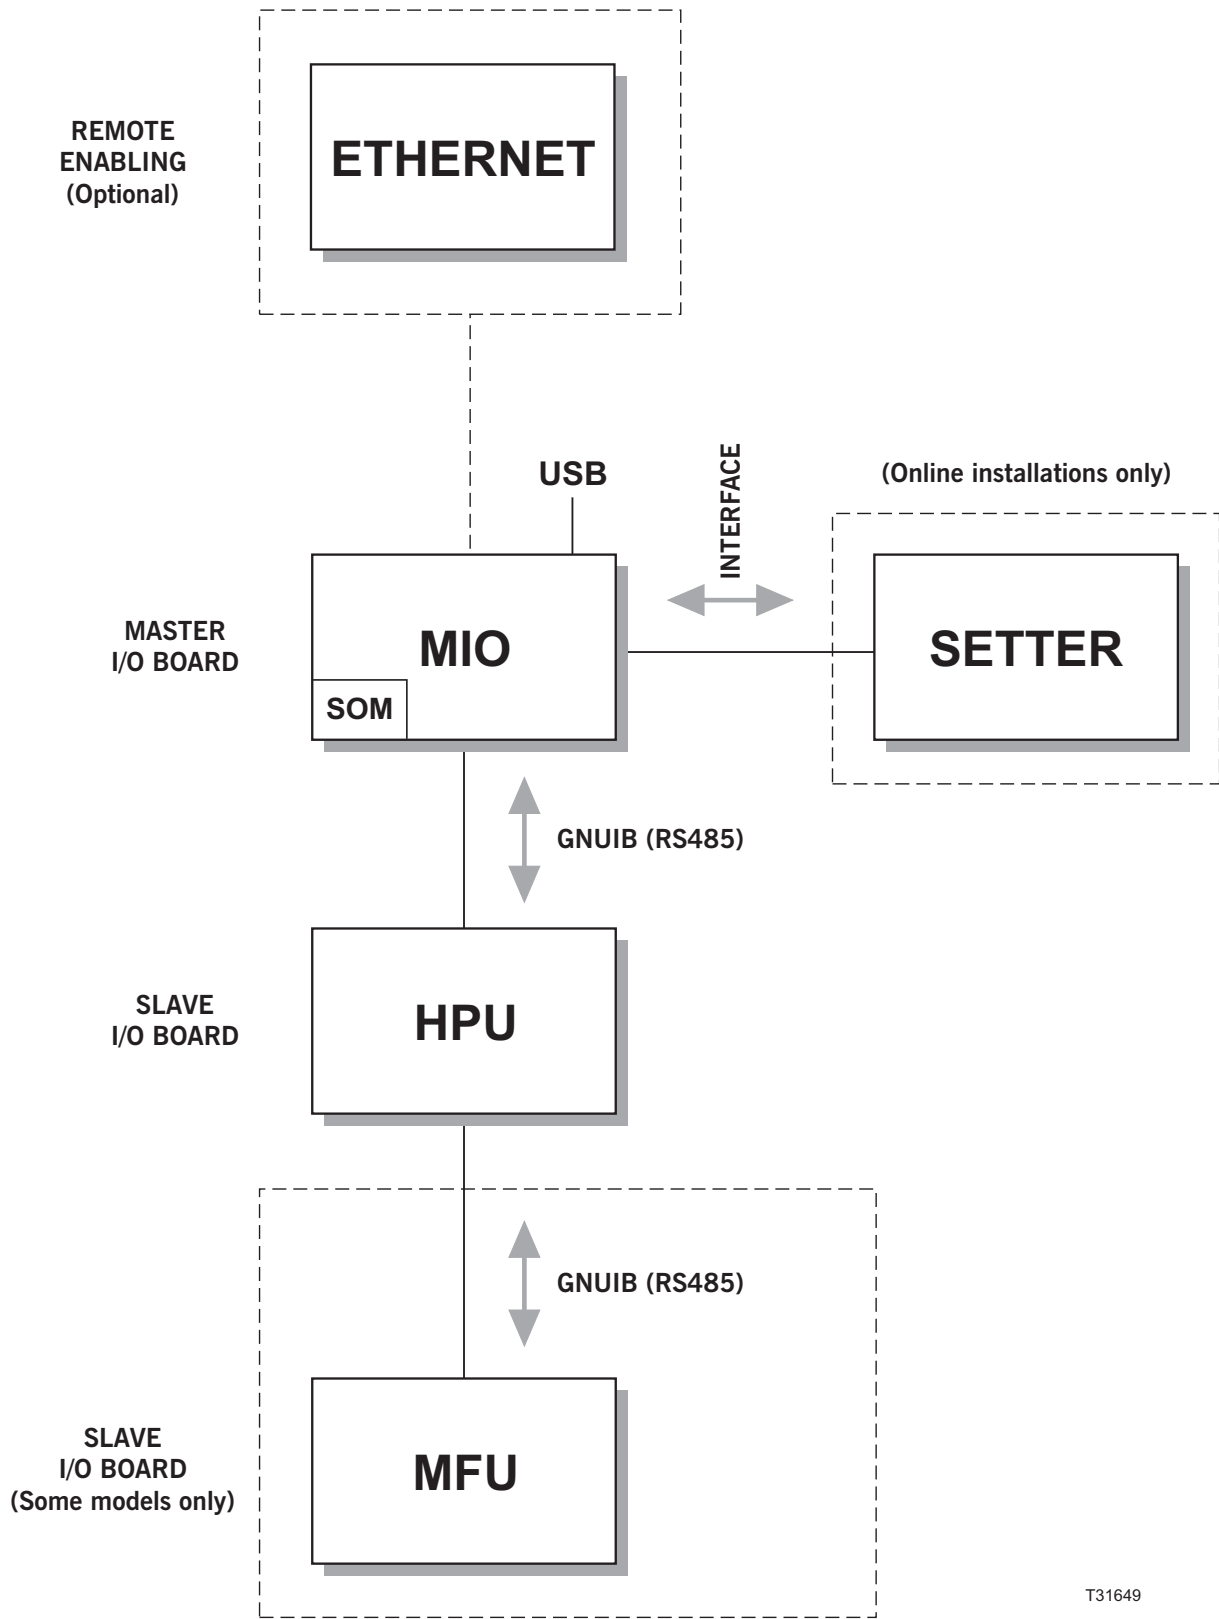 REMOTE
ENABLING
(Optional)
ETHERNET
USB
INTERFACE
(Online installations only)
MASTER
I/O BOARD
MIO
SOM
SETTER
GNUIB (RS485)
SLAVE
I/O BOARD
HPU
GNUIB (RS485)
SLAVE
I/O BOARD
(Some models only)
MFU
T31649